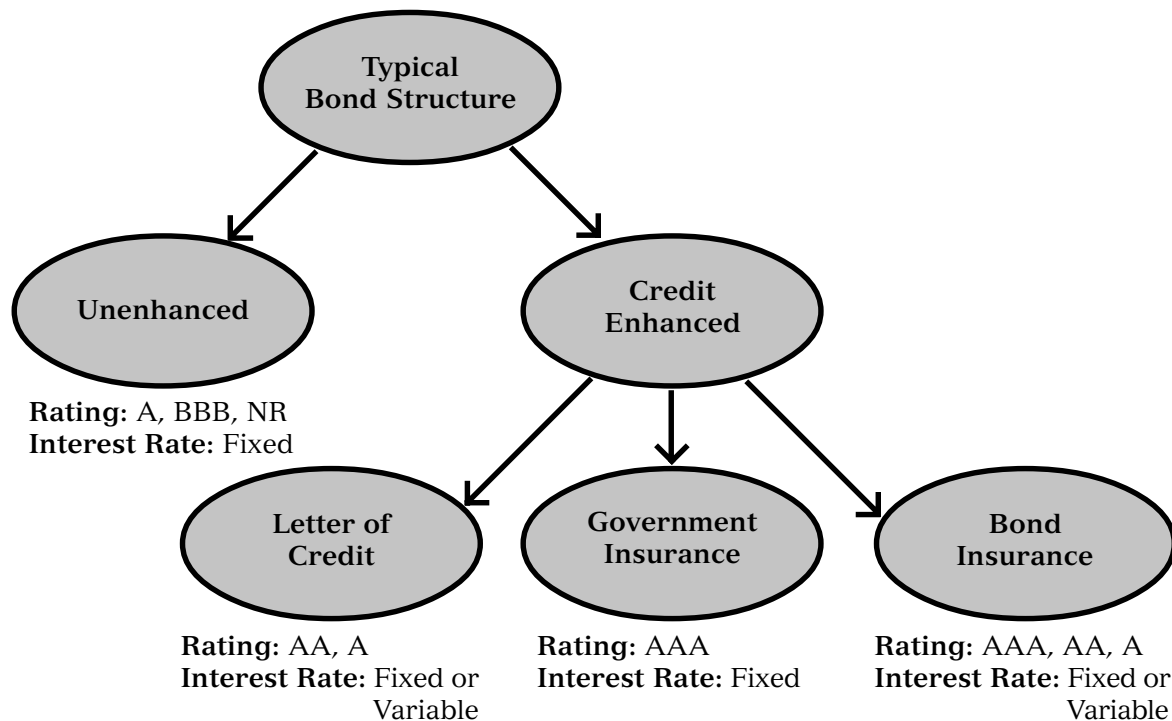 Typical
Bond Structure
Unenhanced
Credit
Enhanced
Rating: A, BBB, NR
Interest Rate: Fixed
Letter of
Credit
Government
Insurance
Bond
Insurance
Rating: AA, A
Interest Rate: Fixed or
Variable
Rating: AAA
Interest Rate: Fixed
Rating: AAA, AA, A
Interest Rate: Fixed or
Variable